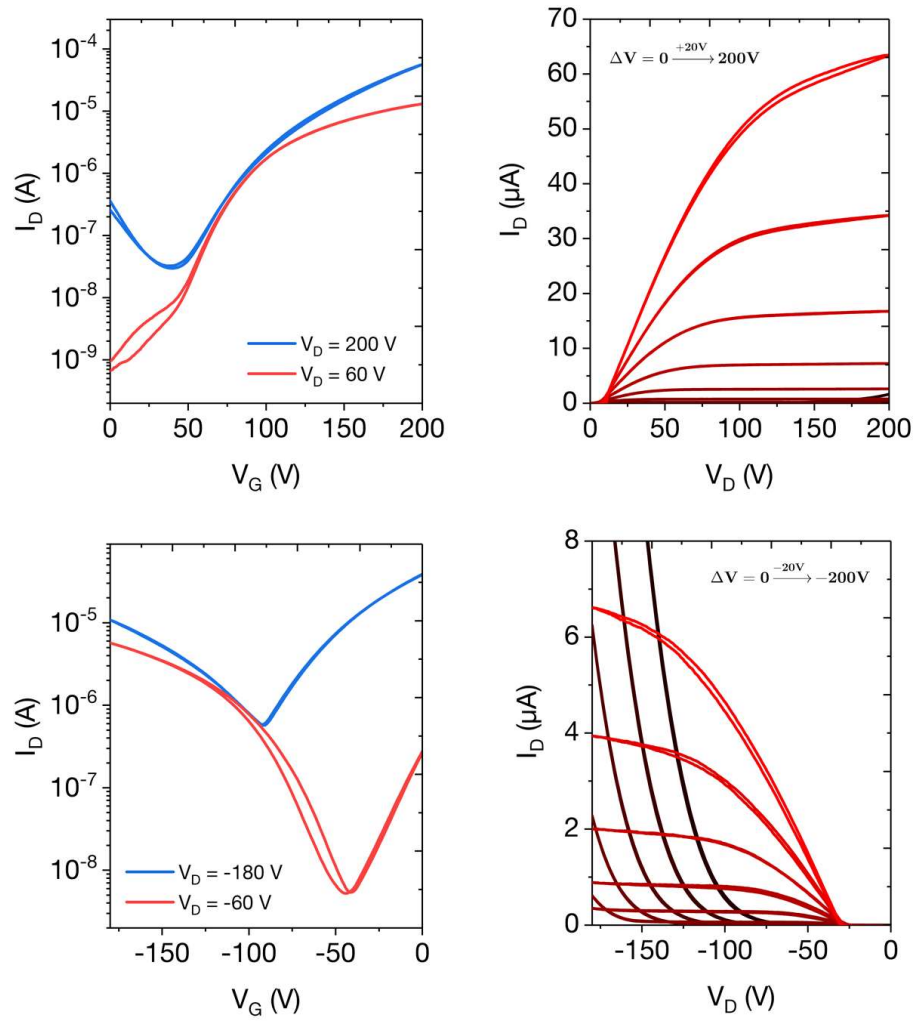 10⁻⁴
10⁻⁵
10⁻⁶
10⁻⁷
10⁻⁸
10⁻⁹
I_D (A)
V_D = 200 V
V_D = 60 V
0 50 100 150 200
V_G (V)
70
60
50
40
30
20
10
0
I_D (µA)
ΔV = 0 +20V⟶ 200V
0 50 100 150 200
V_D (V)
10⁻⁵
10⁻⁶
10⁻⁷
10⁻⁸
I_D (A)
V_D = -180 V
V_D = -60 V
-150 -100 -50 0
V_G (V)
8
6
4
2
0
I_D (µA)
ΔV = 0 −20V⟶ −200V
-150 -100 -50 0
V_D (V)